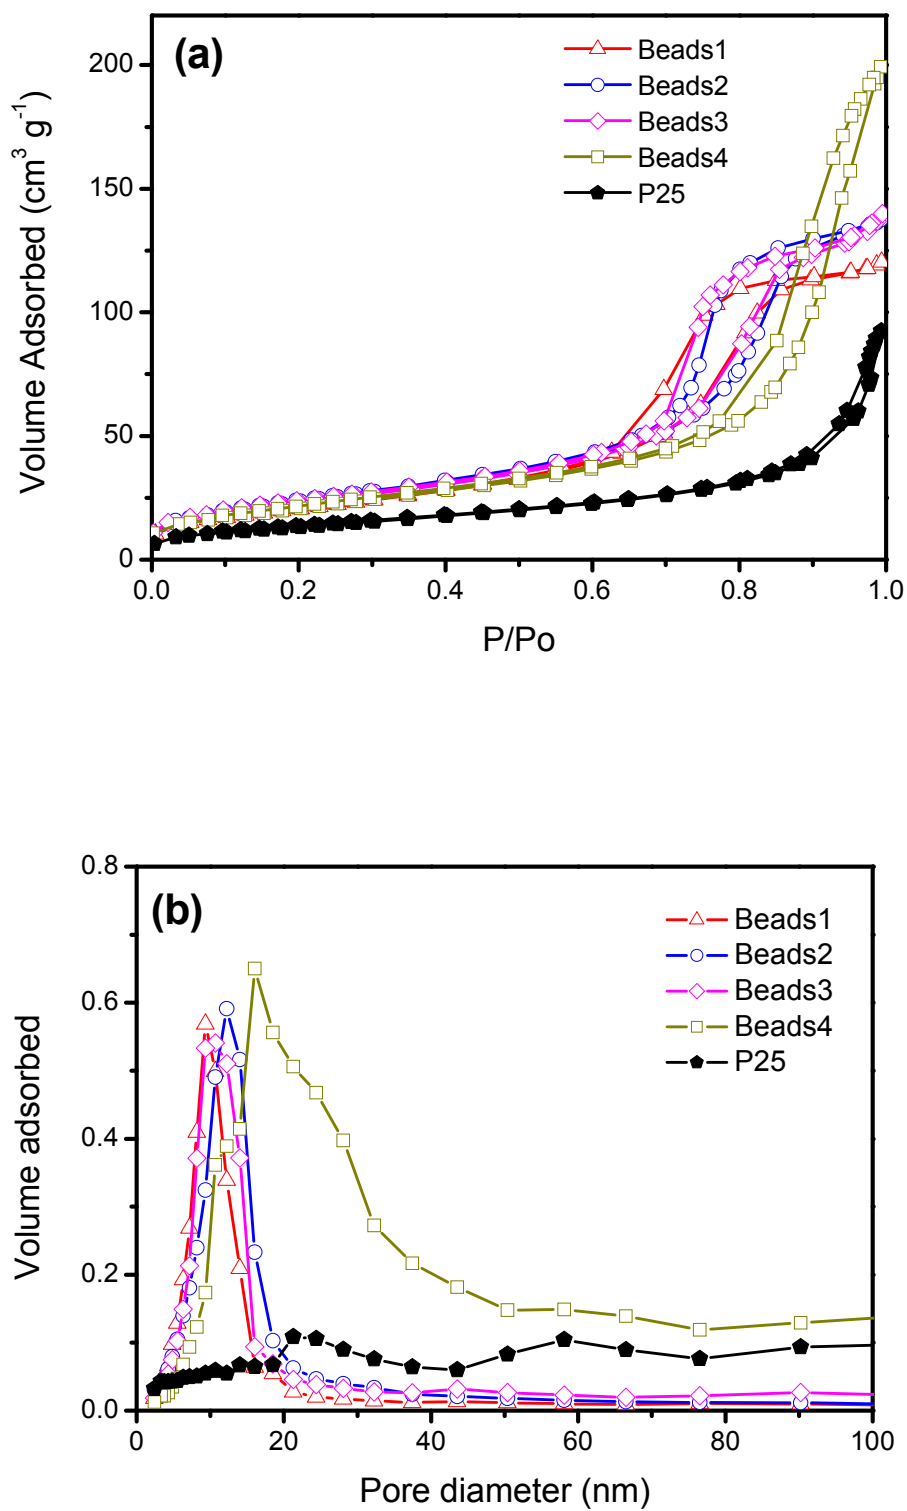 (a)
Beads1
Beads2
Beads3
Beads4
P25
200
150
100
50
0
Volume Adsorbed (cm³ g⁻¹)
0.0 0.2 0.4 0.6 0.8 1.0
P/Po
(b)
Beads1
Beads2
Beads3
Beads4
P25
0.8
0.6
0.4
0.2
0.0
Volume adsorbed
0 20 40 60 80 100
Pore diameter (nm)